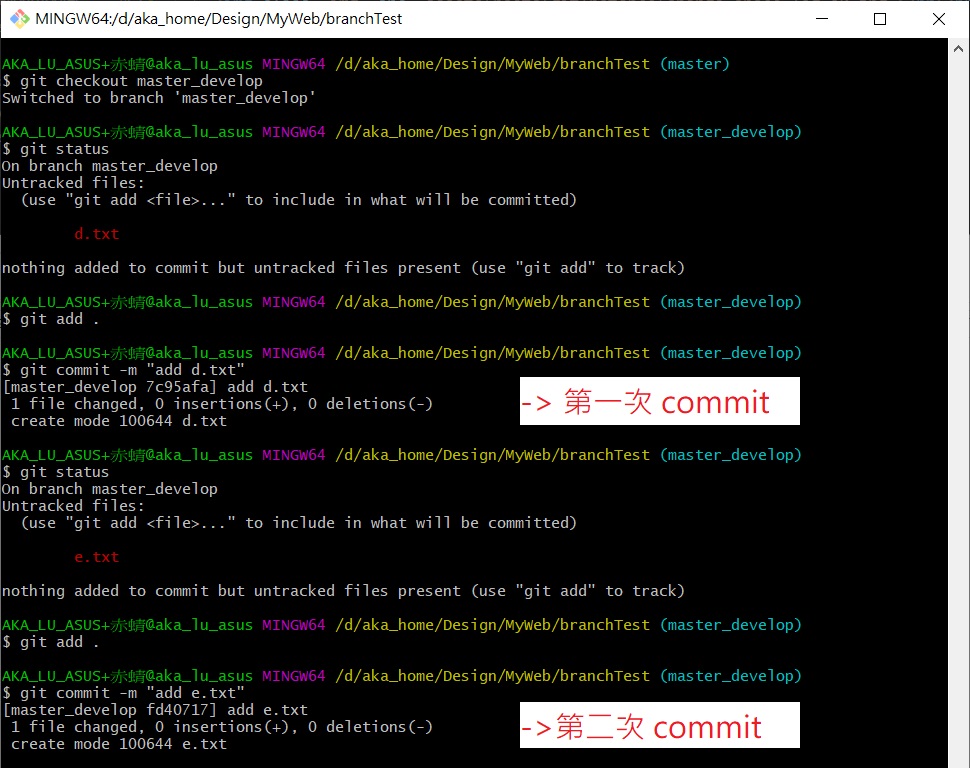 MINGW64:/d/aka_home/Design/MyWeb/branchTest
AKA_LU_ASUS+赤蜻@aka_lu_asus MINGW64 /d/aka_home/Design/MyWeb/branchTest (master)
$ git checkout master_develop
Switched to branch 'master_develop'
AKA_LU_ASUS+赤蜻@aka_lu_asus MINGW64 /d/aka_home/Design/MyWeb/branchTest (master_develop)
$ git status
On branch master_develop
Untracked files:
  (use "git add <file>..." to include in what will be committed)
        d.txt
nothing added to commit but untracked files present (use "git add" to track)
AKA_LU_ASUS+赤蜻@aka_lu_asus MINGW64 /d/aka_home/Design/MyWeb/branchTest (master_develop)
$ git add .
AKA_LU_ASUS+赤蜻@aka_lu_asus MINGW64 /d/aka_home/Design/MyWeb/branchTest (master_develop)
$ git commit -m "add d.txt"
[master_develop 7c95afa] add d.txt
 1 file changed, 0 insertions(+), 0 deletions(-)
-> 第一次 commit
 create mode 100644 d.txt
AKA_LU_ASUS+赤蜻@aka_lu_asus MINGW64 /d/aka_home/Design/MyWeb/branchTest (master_develop)
$ git status
On branch master_develop
Untracked files:
  (use "git add <file>..." to include in what will be committed)
        e.txt
nothing added to commit but untracked files present (use "git add" to track)
AKA_LU_ASUS+赤蜻@aka_lu_asus MINGW64 /d/aka_home/Design/MyWeb/branchTest (master_develop)
$ git add .
AKA_LU_ASUS+赤蜻@aka_lu_asus MINGW64 /d/aka_home/Design/MyWeb/branchTest (master_develop)
$ git commit -m "add e.txt"
[master_develop fd40717] add e.txt
 1 file changed, 0 insertions(+), 0 deletions(-)
->第二次 commit
 create mode 100644 e.txt